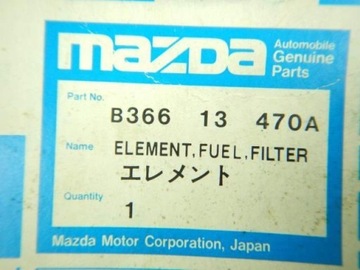 mazda
Automobile
Genuine
Parts
Part No.
B366 13 470A
Name
ELEMENT, FUEL, FILTER
エレメント
Quantity
1
Mazda Motor Corporation, Japan